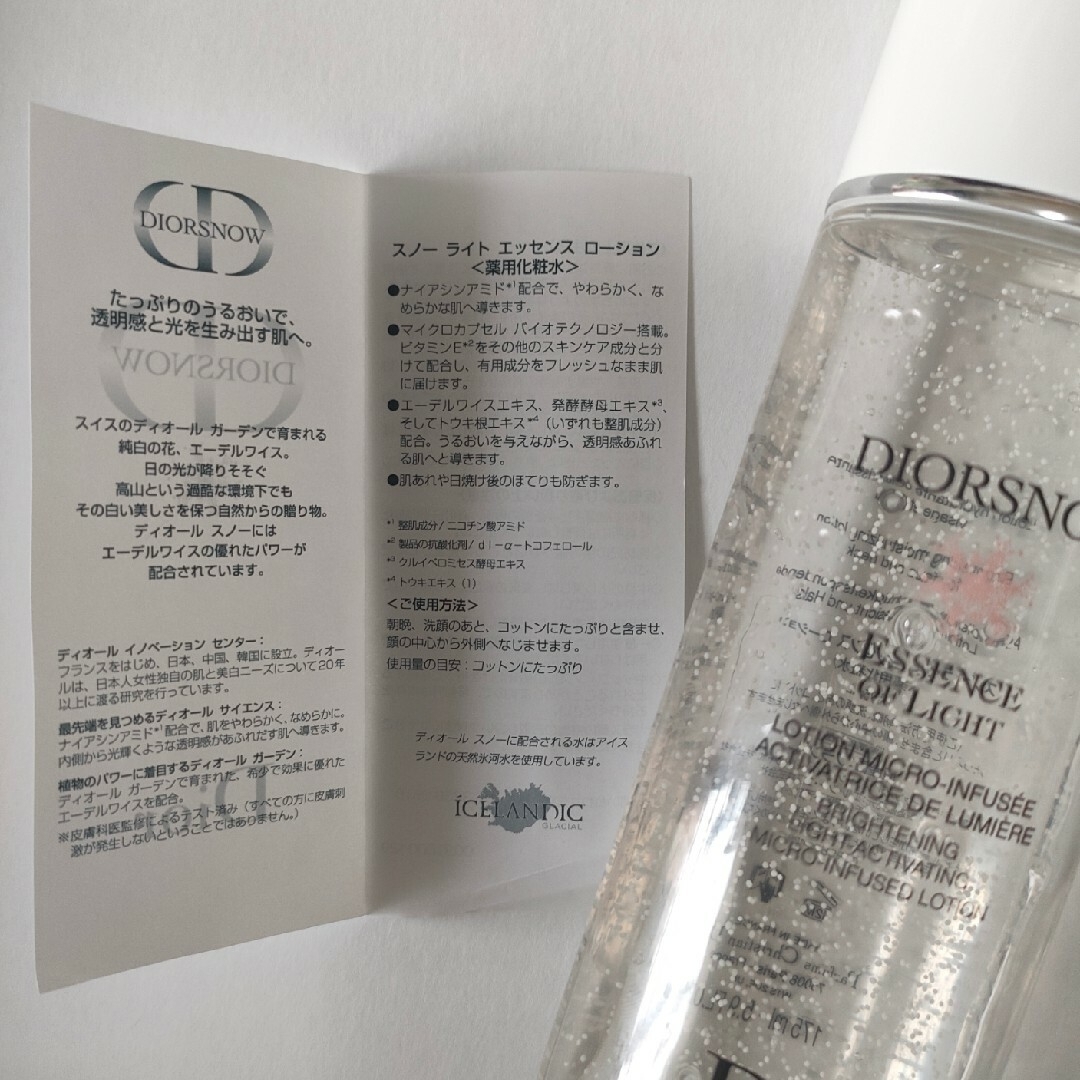 DIORSNOW
たっぷりのうるおいで、
透明感と光を生み出す肌へ。
DIORSNOW
スイスのディオール ガーデンで育まれる
純白の花、エーデルワイス。
日の光が降りそそぐ
高山という過酷な環境下でも
その白い美しさを保つ自然からの贈り物。
ディオール スノーには
エーデルワイスの優れたパワーが
配合されています。
ディオール イノベーション センター：
フランスをはじめ、日本、中国、韓国に設立。ディオー
ルは、日本人女性独自の肌と美白ニーズについて20年
以上に渡る研究を行っています。
最先端を見つめるディオール サイエンス：
ナイアシンアミド*¹配合で、肌をやわらかく、なめらかに。
内側から光輝くような透明感があふれだす肌へ導きます。
植物のパワーに着目するディオール ガーデン：
ディオール ガーデンで育まれた、希少で効果に優れた
エーデルワイスを配合。
※皮膚科医監修によるテスト済み（すべての方に皮膚刺
激が発生しないということではありません。）
Dior
スノー ライト エッセンス ローション
＜薬用化粧水＞
●ナイアシンアミド*¹配合で、やわらかく、な
めらかな肌へ導きます。
●マイクロカプセル バイオテクノロジー搭載。
ビタミンE*²をその他のスキンケア成分と分
けて配合し、有用成分をフレッシュなまま肌
に届けます。
●エーデルワイスエキス、発酵酵母エキス*³、
そしてトウキ根エキス*⁴（いずれも整肌成分）
配合。うるおいを与えながら、透明感あふれ
る肌へと導きます。
●肌あれや日焼け後のほてりも防ぎます。
*¹ 整肌成分/ ニコチン酸アミド
*² 製品の抗酸化剤/ ｄｌ－α－トコフェロール
*³ クルイベロミセス酵母エキス
*⁴ トウキエキス（1）
＜ご使用方法＞
朝晩、洗顔のあと、コットンにたっぷりと含ませ、
顔の中心から外側へなじませます。
使用量の目安：コットンにたっぷり
ディオール スノーに配合される水はアイス
ランドの天然氷河水を使用しています。
ICELANDIC
GLACIAL
DIORSNO
ESSENCE
OF LIGHT
LOTION MICRO-INFUSÉE
ACTIVATRICE DE LUMIÈRE
BRIGHTENING
LIGHT-ACTIVATING
MICRO-INFUSED LOTION
175 ml